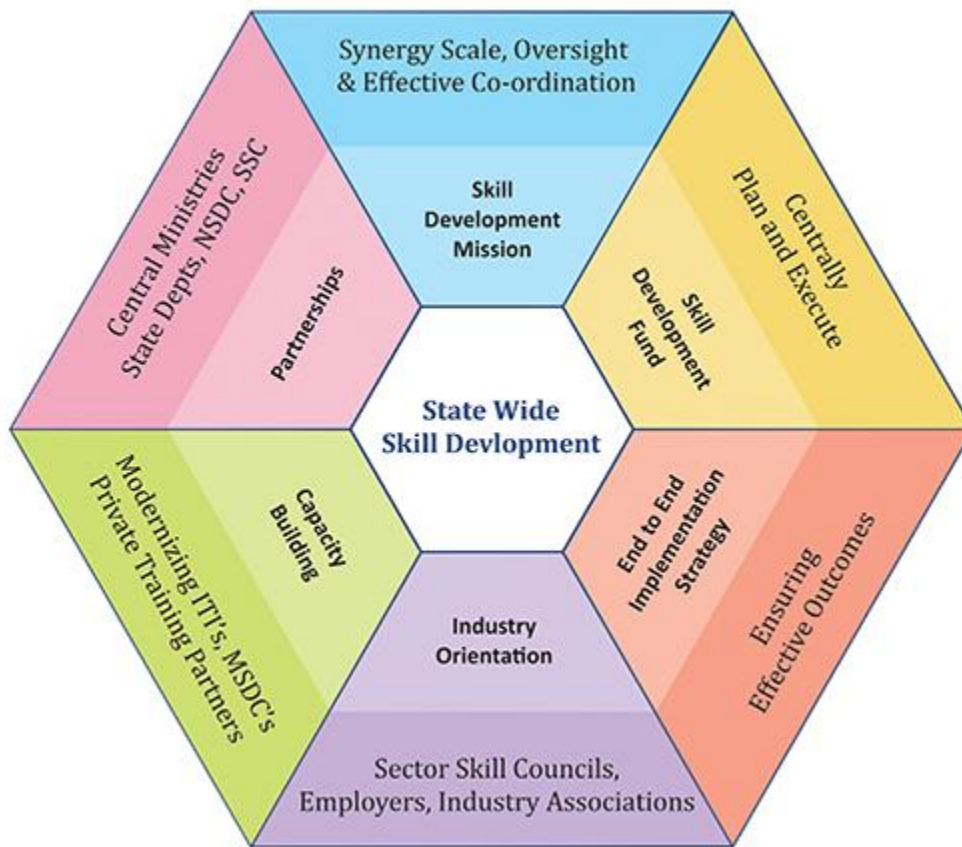 Synergy Scale, Oversight
& Effective Co-ordination
Skill
Development
Mission
Centrally
Plan and Execute
Skill
Development
Fund
Ensuring
Effective Outcomes
End to End
Implementation
Strategy
Industry
Orientation
Sector Skill Councils,
Employers, Industry Associations
Capacity
Building
Modernizing ITI's, MSDC's
Private Training Partners
Partnerships
Central Ministries
State Depts, NSDC, SSC
State Wide
Skill Devlopment